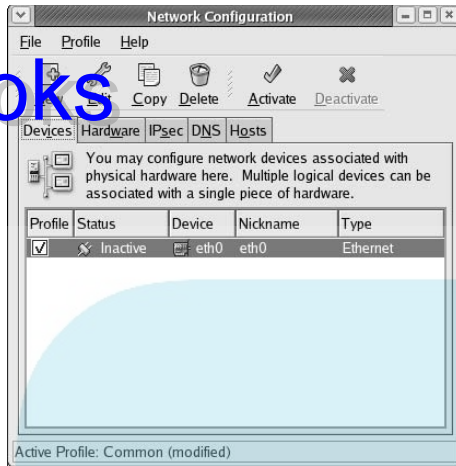 Network Configuration
File Profile Help
oks
New Edit Copy Delete Activate Deactivate
Devices Hardware IPsec DNS Hosts
You may configure network devices associated with
physical hardware here. Multiple logical devices can be
associated with a single piece of hardware.
Profile Status Device Nickname Type
Inactive eth0 eth0 Ethernet
Active Profile: Common (modified)